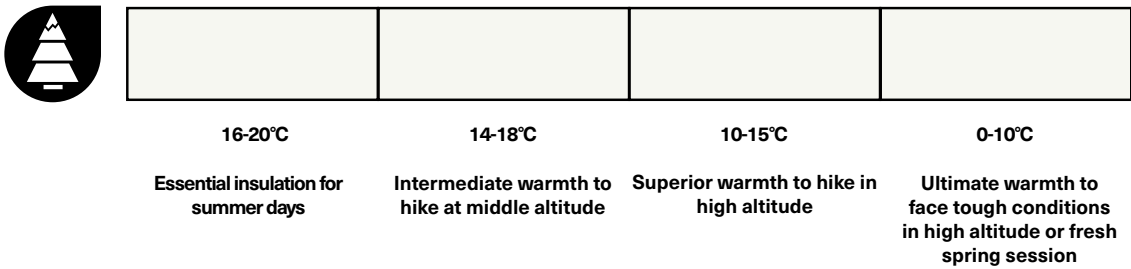 16-20°C
Essential insulation for
summer days
14-18°C
Intermediate warmth to
hike at middle altitude
10-15°C
Superior warmth to hike in
high altitude
0-10°C
Ultimate warmth to
face tough conditions
in high altitude or fresh
spring session